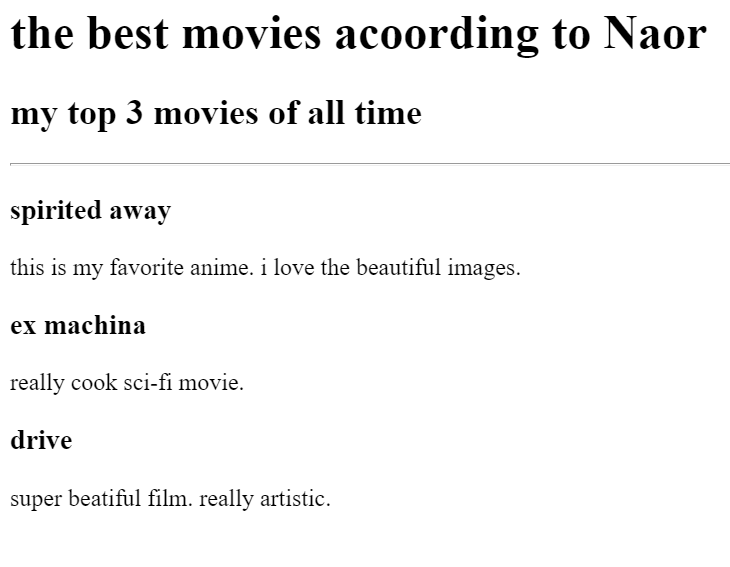 the best movies acoording to Naor
my top 3 movies of all time
spirited away
this is my favorite anime. i love the beautiful images.
ex machina
really cook sci-fi movie.
drive
super beatiful film. really artistic.